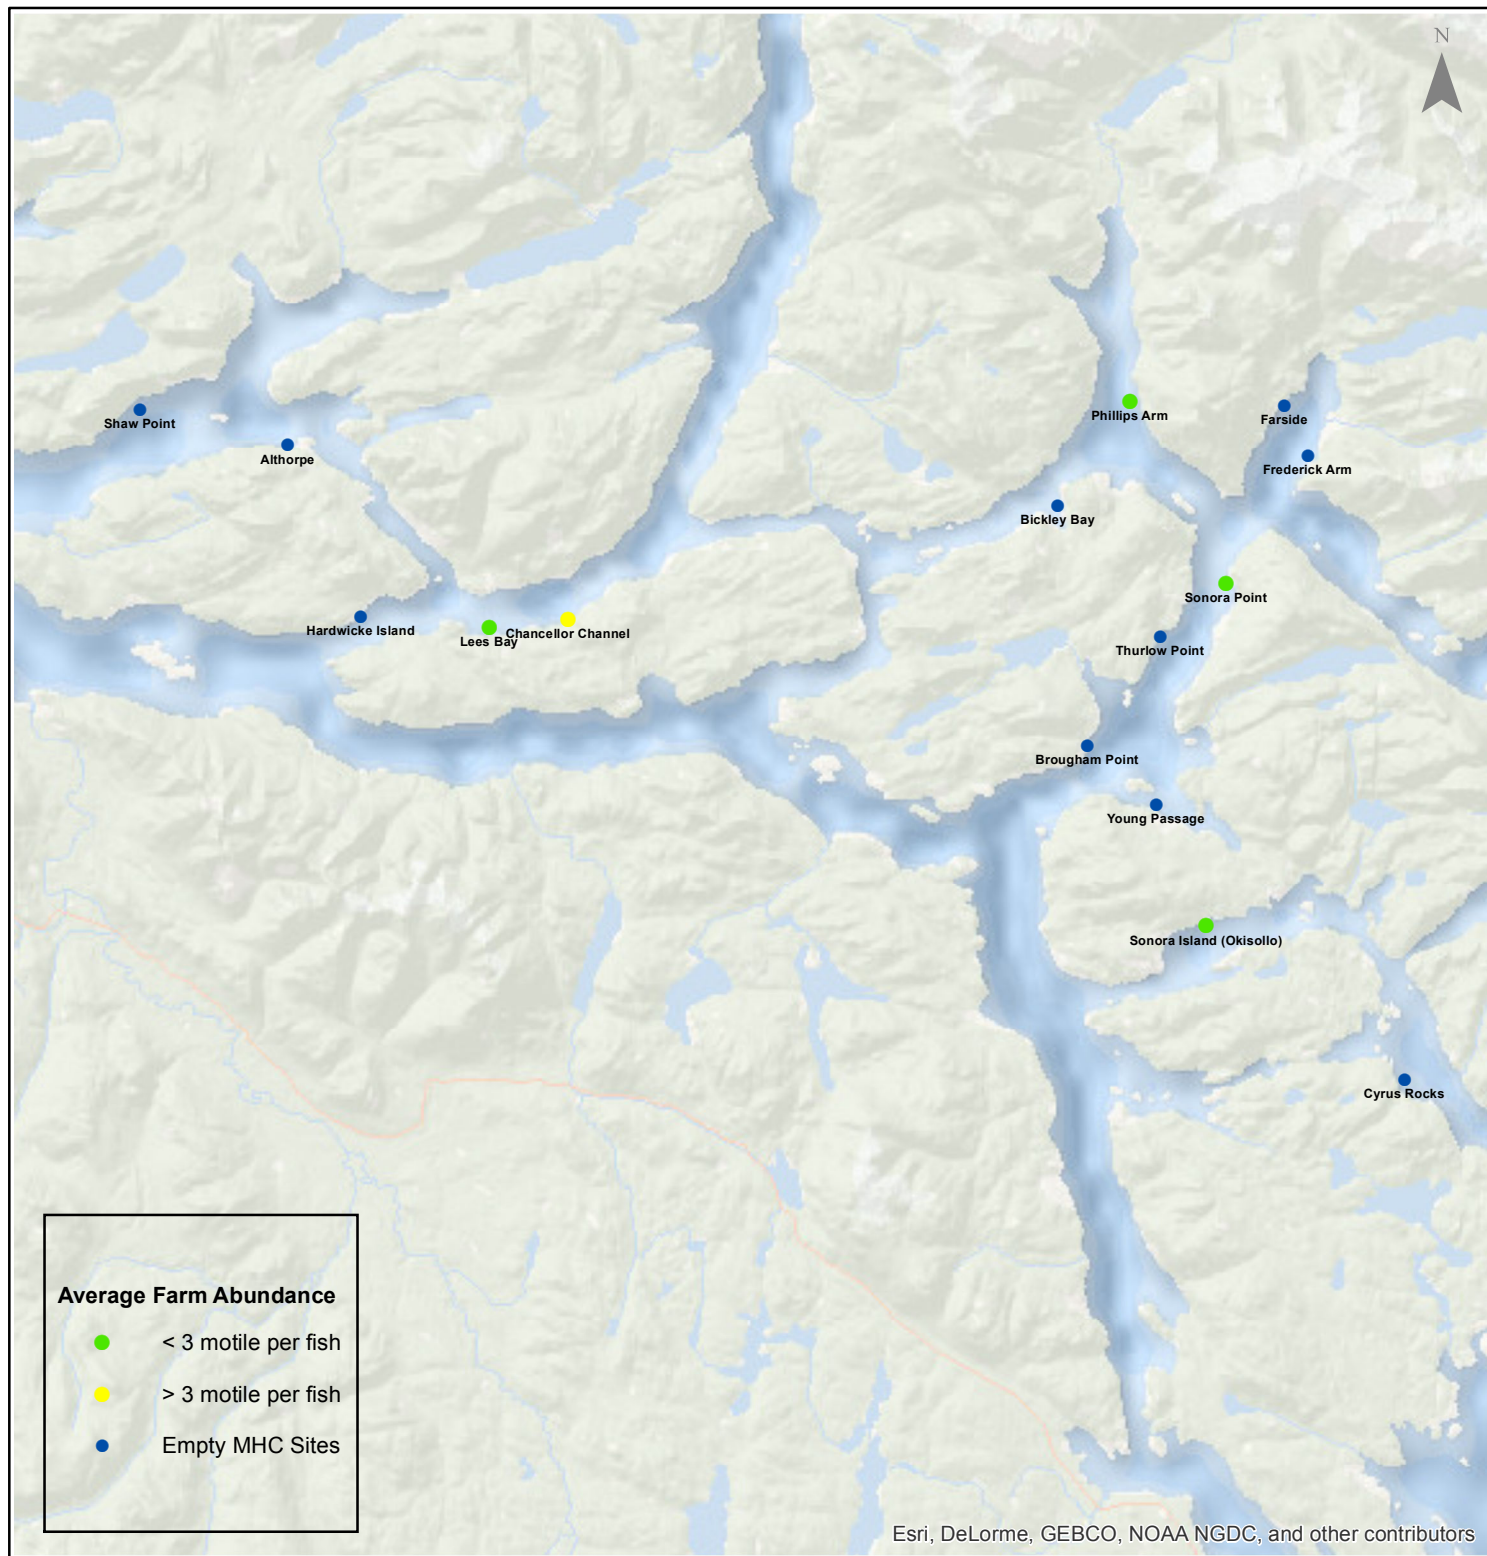 N
Phillips Arm
Farside
Shaw Point
Althorpe
Frederick Arm
Bickley Bay
Sonora Point
Hardwicke Island
Chancellor Channel
Lees Bay
Thurlow Point
Brougham Point
Young Passage
Sonora Island (Okisollo)
Cyrus Rocks
Average Farm Abundance
< 3 motile per fish
> 3 motile per fish
Empty MHC Sites
Esri, DeLorme, GEBCO, NOAA NGDC, and other contributors